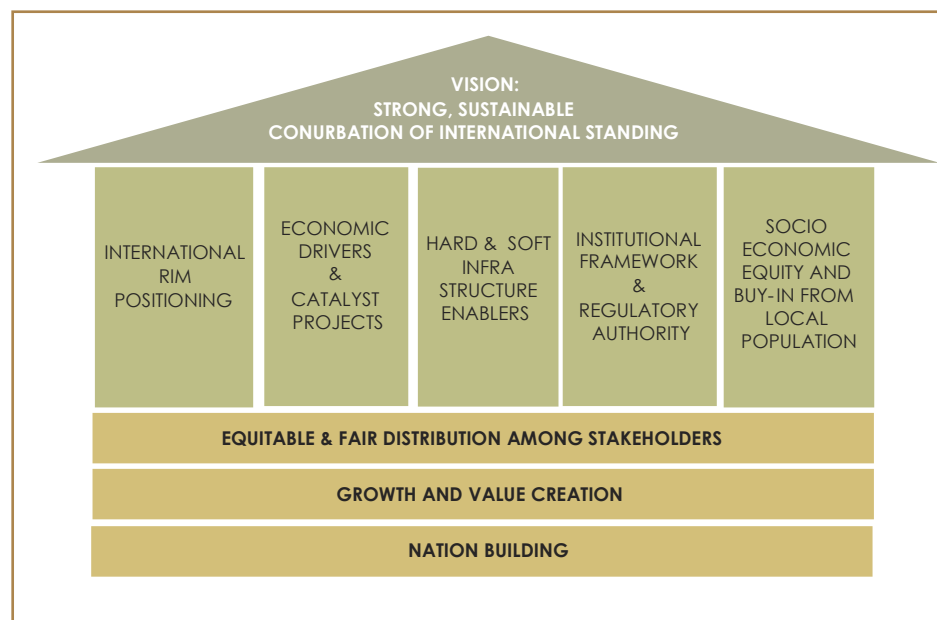 VISION:
STRONG, SUSTAINABLE
CONURBATION OF INTERNATIONAL STANDING
INTERNATIONAL
RIM
POSITIONING
ECONOMIC
DRIVERS
&
CATALYST
PROJECTS
HARD & SOFT
INFRA
STRUCTURE
ENABLERS
INSTITUTIONAL
FRAMEWORK
&
REGULATORY
AUTHORITY
SOCIO
ECONOMIC
EQUITY AND
BUY-IN FROM
LOCAL
POPULATION
EQUITABLE & FAIR DISTRIBUTION AMONG STAKEHOLDERS
GROWTH AND VALUE CREATION
NATION BUILDING